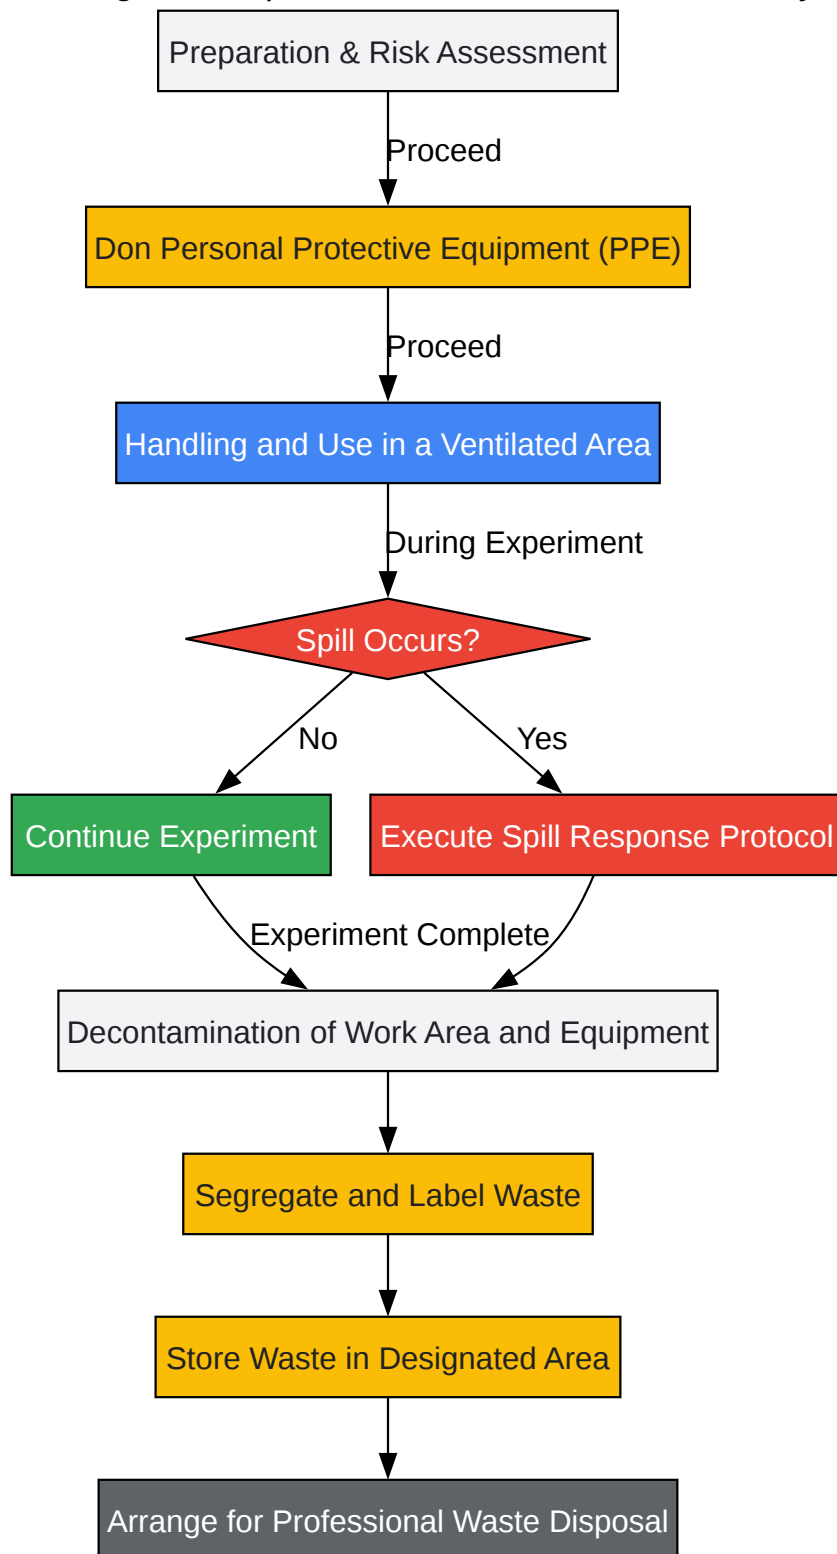 Preparation & Risk Assessment
Proceed
Don Personal Protective Equipment (PPE)
Proceed
Handling and Use in a Ventilated Area
During Experiment
Spill Occurs?
No
Yes
Continue Experiment
Execute Spill Response Protocol
Experiment Complete
Decontamination of Work Area and Equipment
Segregate and Label Waste
Store Waste in Designated Area
Arrange for Professional Waste Disposal